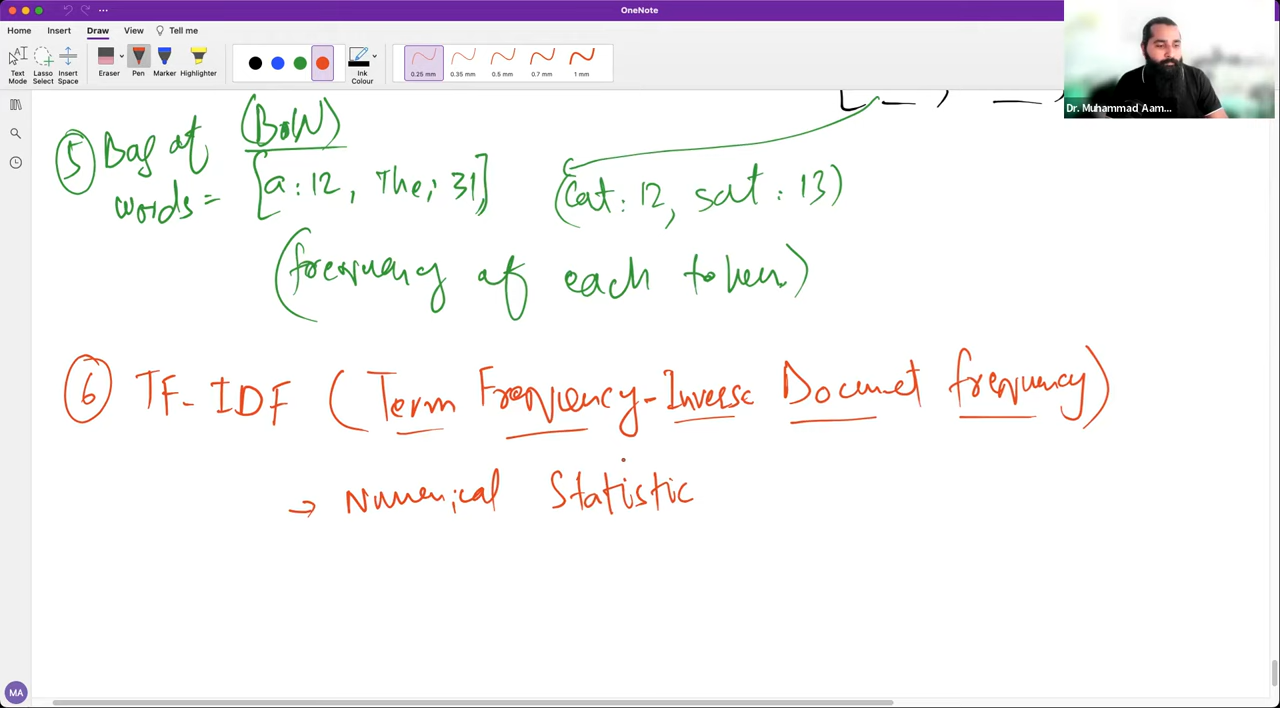 OneNote
Home Insert Draw View Tell me
Text Mode Lasso Select Insert Space Eraser Pen Marker Highlighter Ink Colour 0.25 mm 0.35 mm 0.5 mm 0.7 mm 1 mm
Dr. Muhammad Aam...
(BoW)
5 Bag of words = [a : 12, The : 31,] (Cat : 12, sat : 13)
(frequency of each token)
6 TF-IDF (Term Frequency-Inverse Documet frequency)
→ Numerical Statistic
MA